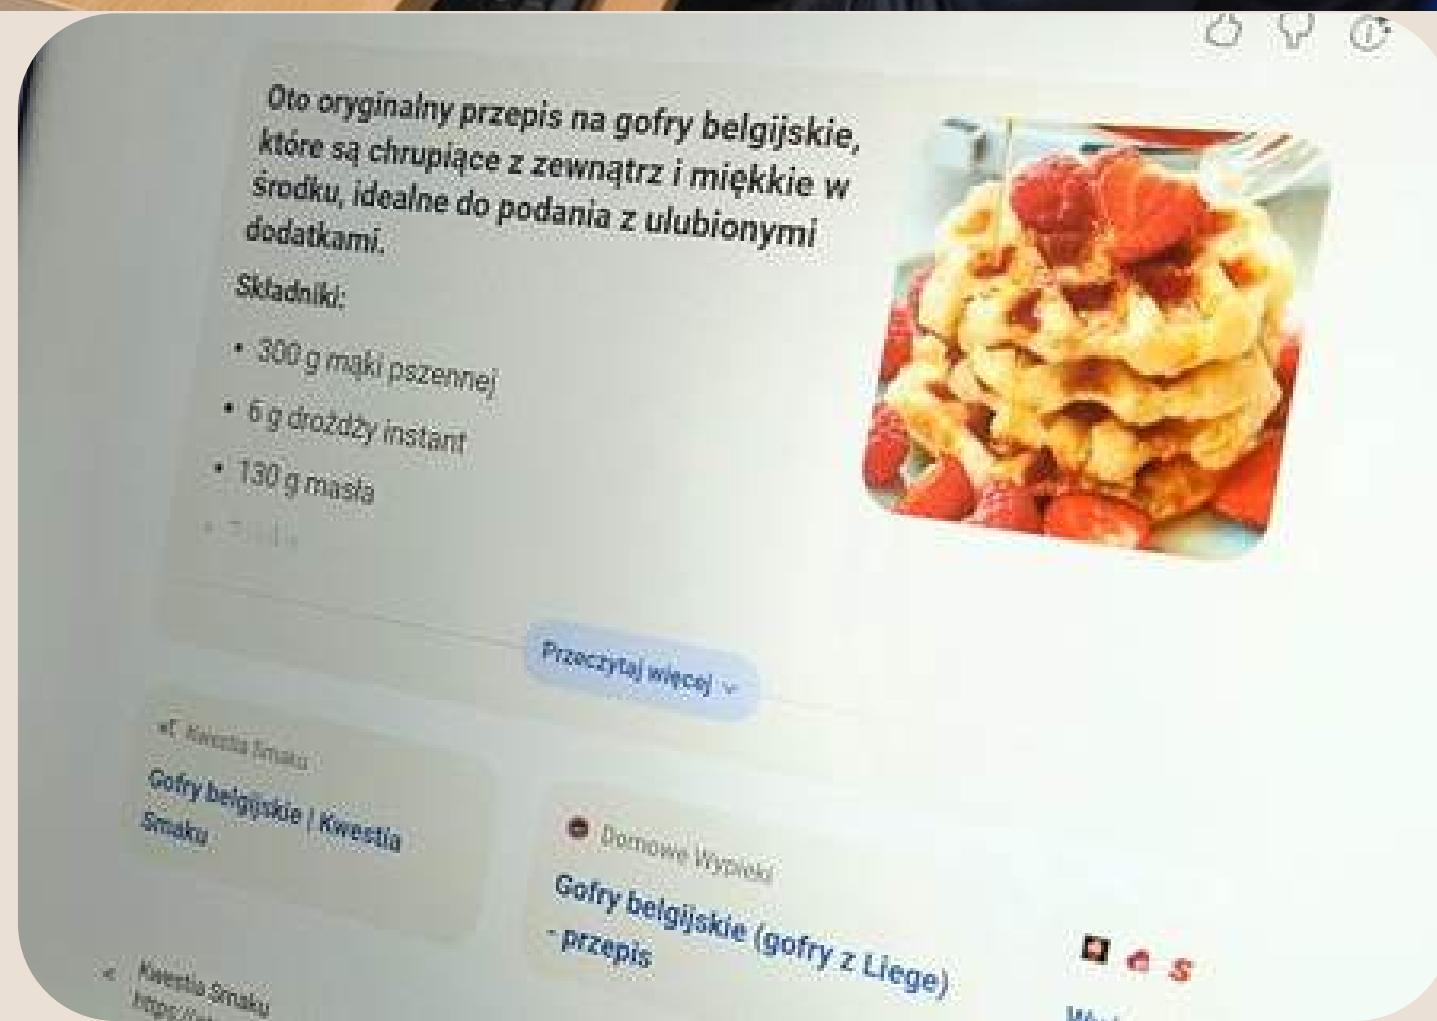 Oto oryginalny przepis na gofry belgijskie,
które są chrupiące z zewnątrz i miękkie w
środku, idealne do podania z ulubionymi
dodatkami.
Składniki:
• 300 g mąki pszennej
• 6 g drożdży instant
• 130 g masła
Przeczytaj więcej
Kwestia Smaku
Gofry belgijskie | Kwestia
Smaku
Domowe Wypieki
Gofry belgijskie (gofry z Liege)
- przepis
S
Kwestia Smaku